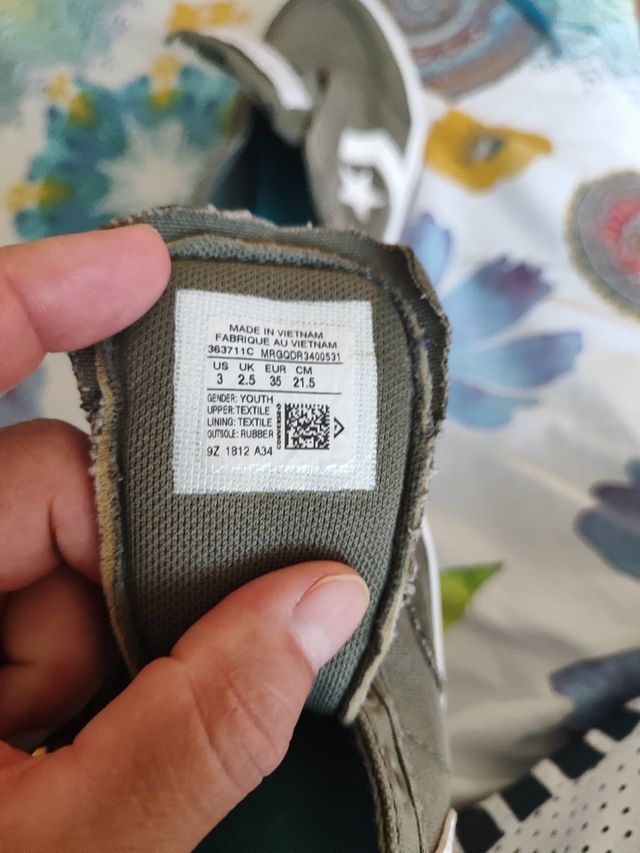 MADE IN VIETNAM
FABRIQUE AU VIETNAM
363711C MRGQDR3400531
US UK EUR CM
3 2.5 35 21.5
GENDER: YOUTH
UPPER: TEXTILE
LINING: TEXTILE
OUTSOLE: RUBBER
9Z 1812 A34